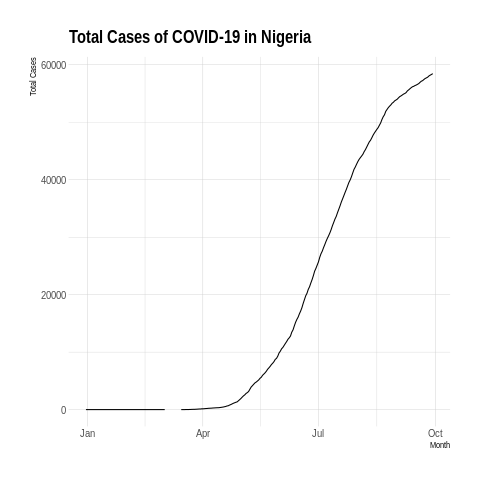 Total Cases of COVID-19 in Nigeria
Total Cases
60000
40000
20000
0
Jan Apr Jul Oct
Month